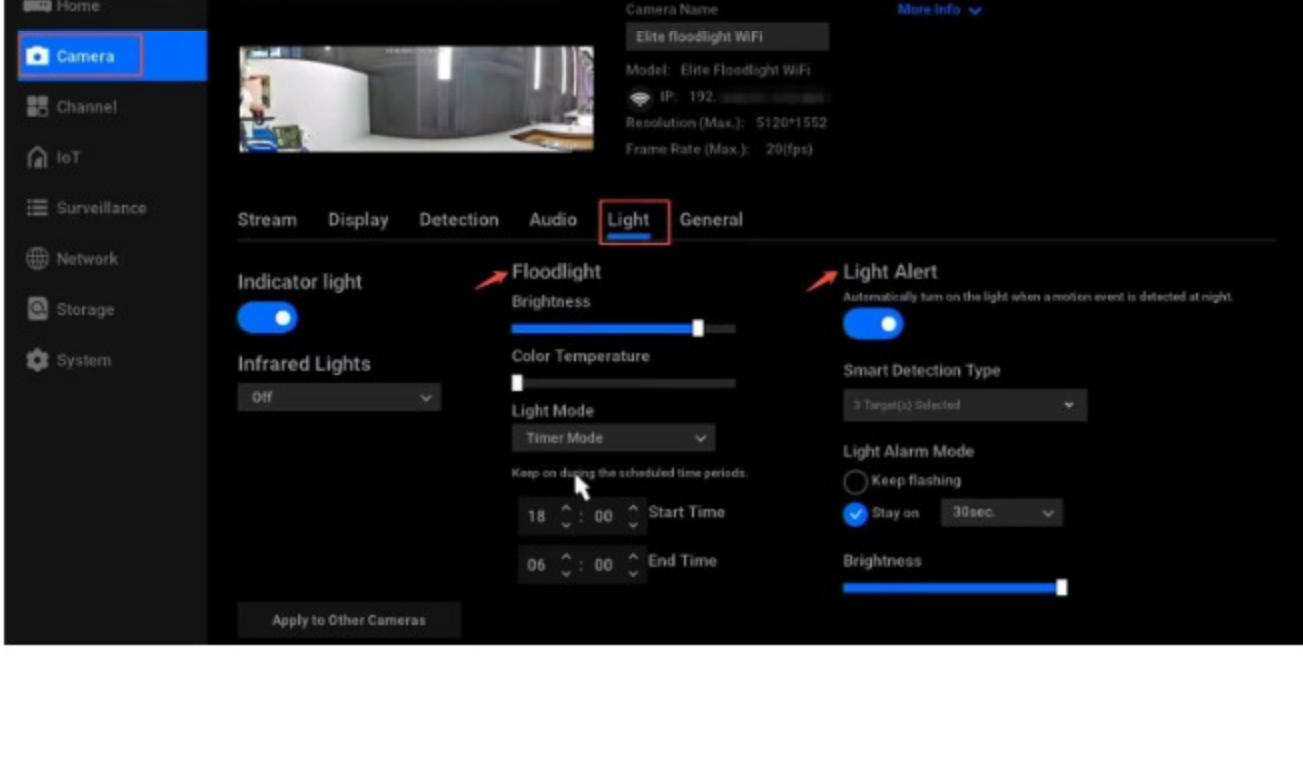 Home
Camera
Channel
IoT
Surveillance
Network
Storage
System
Camera Name
More Info
Elite floodlight WiFi
Model: Elite Floodlight WiFi
IP: 192.
Resolution (Max.): 5120*1552
Frame Rate (Max.): 20(fps)
Stream Display Detection Audio Light General
Indicator light
Infrared Lights
Off
Apply to Other Cameras
Floodlight
Brightness
Color Temperature
Light Mode
Timer Mode
Keep on during the scheduled time periods.
18 : 00 Start Time
06 : 00 End Time
Light Alert
Automatically turn on the light when a motion event is detected at night.
Smart Detection Type
3 Target(s) Selected
Light Alarm Mode
Keep flashing
Stay on 30sec.
Brightness